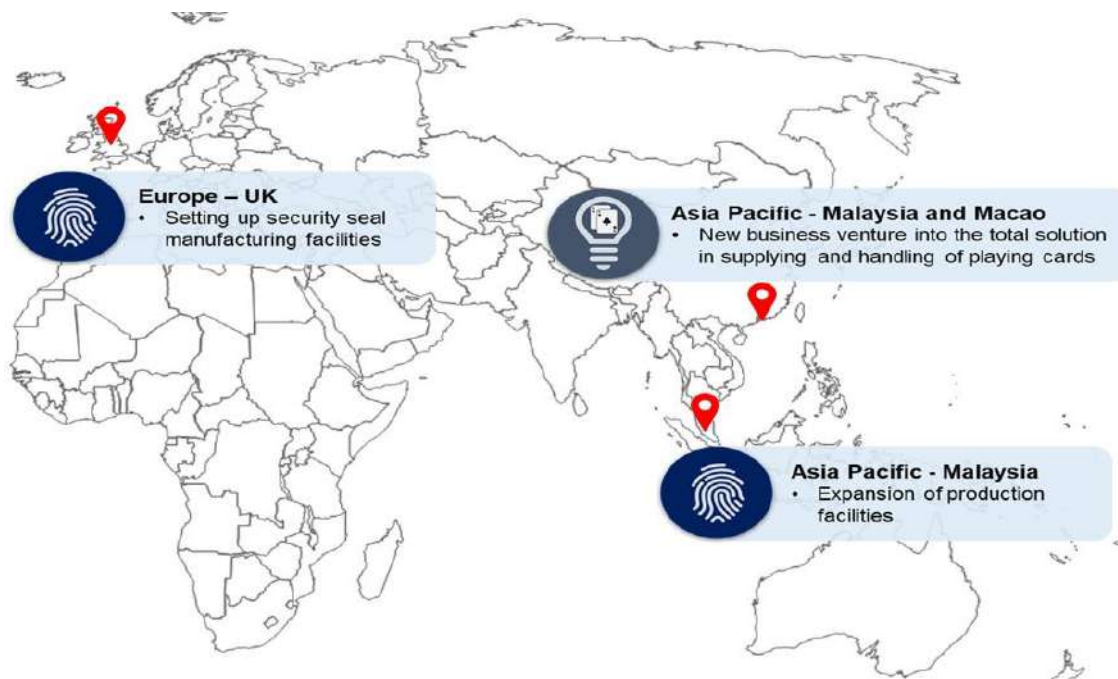 Europe – UK
• Setting up security seal
manufacturing facilities
Asia Pacific - Malaysia and Macao
• New business venture into the total solution
in supplying and handling of playing cards
Asia Pacific - Malaysia
• Expansion of production
facilities